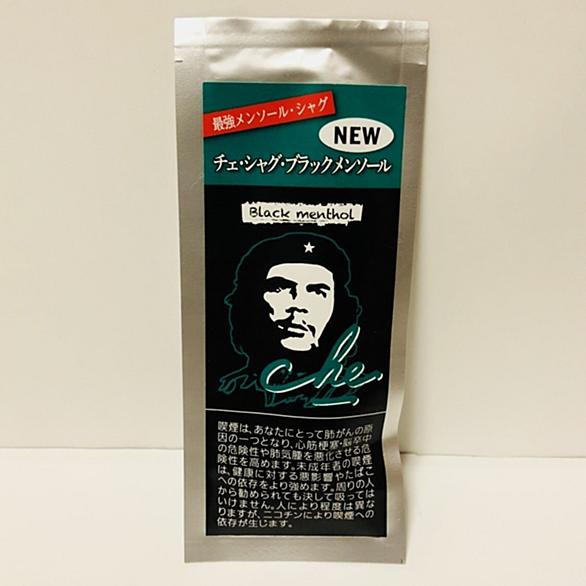 最強メンソール・シャグ
NEW
チェ・シャグ・ブラックメンソール
Black menthol
che
喫煙は、あなたにとって肺がんの原
因の一つとなり、心筋梗塞・脳卒中
の危険性や肺気腫を悪化させる危
険性を高めます。未成年者の喫煙
は、健康に対する悪影響やたばこ
への依存をより強めます。周りの人
から勧められても決して吸っては
いけません。人により程度は異な
りますが、ニコチンにより喫煙への
依存が生じます。